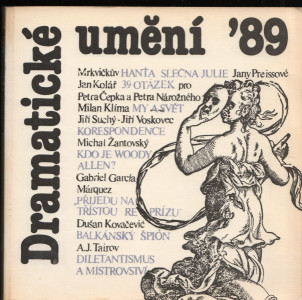 Dramatické
umění '89
Mrkvičkův HANŤA SLEČNA JULIE Jany Preissové
Jan Kolář 39 OTÁZEK pro
Petra Čepka a Petra Nárožného
Milan Klíma MY A SVĚT
Jiří Suchý - Jiří Voskovec
KORESPONDENCE
Michal Žantovský
KDO JE WOODY
ALLEN?
Gabriel García
Márquez
PŘIJEDU NA
TŘISTOU REPRÍZU
Dušan Kovačević
BALKÁNSKÝ ŠPIÓN
A.J. Tairov
DILETANTISMUS
A MISTROVSTVÍ